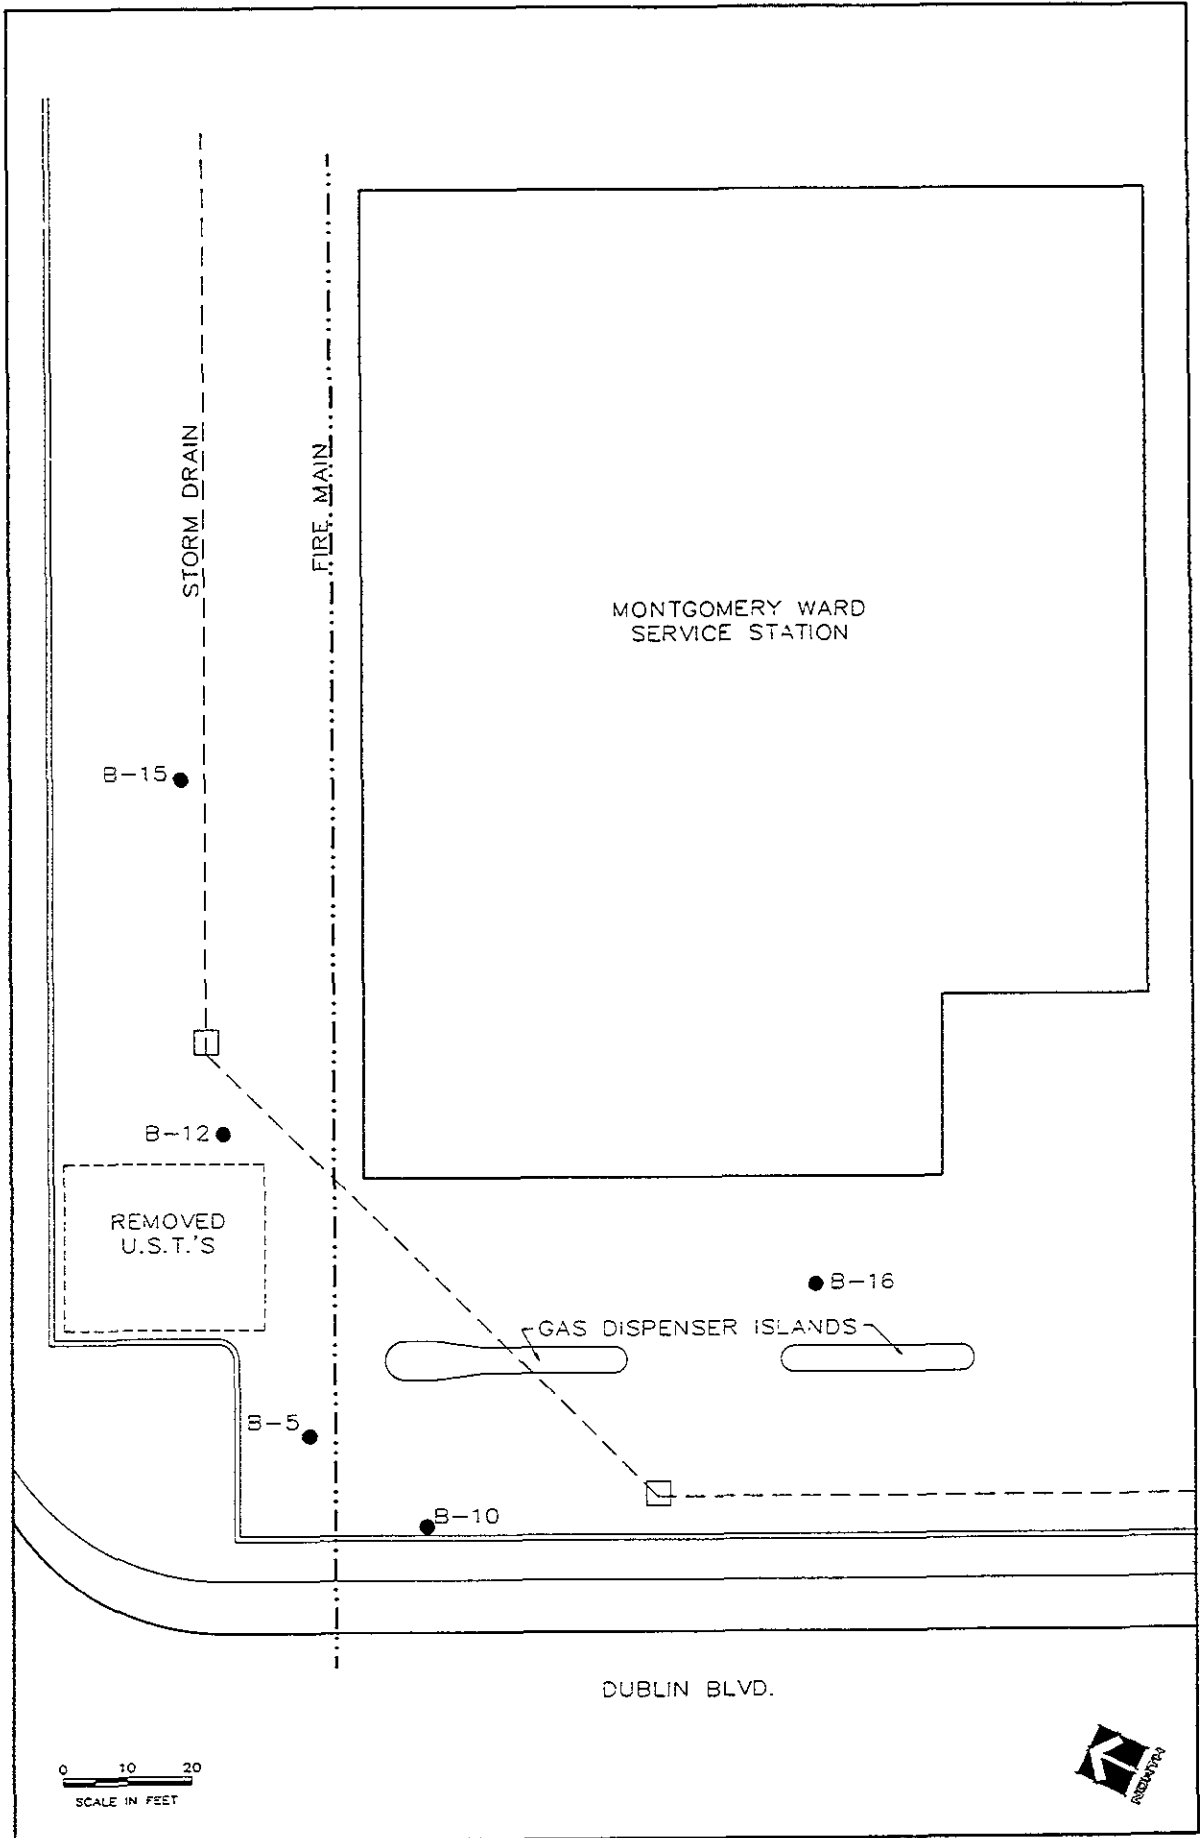 STORM DRAIN
FIRE MAIN
MONTGOMERY WARD
SERVICE STATION
B-15
B-12
REMOVED
U.S.T.'S
B-16
GAS DISPENSER ISLANDS
B-5
B-10
DUBLIN BLVD.
0 10 20
SCALE IN FEET
NORTH